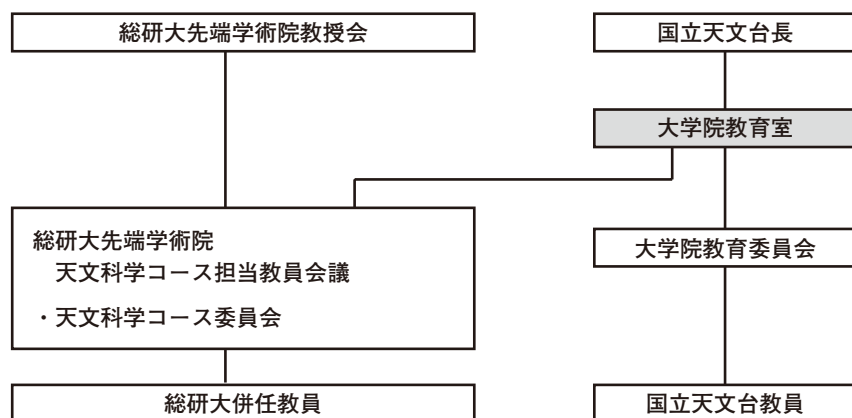 総研大先端学術院教授会
国立天文台長
大学院教育室
総研大先端学術院
天文科学コース担当教員会議
・天文科学コース委員会
大学院教育委員会
総研大併任教員
国立天文台教員